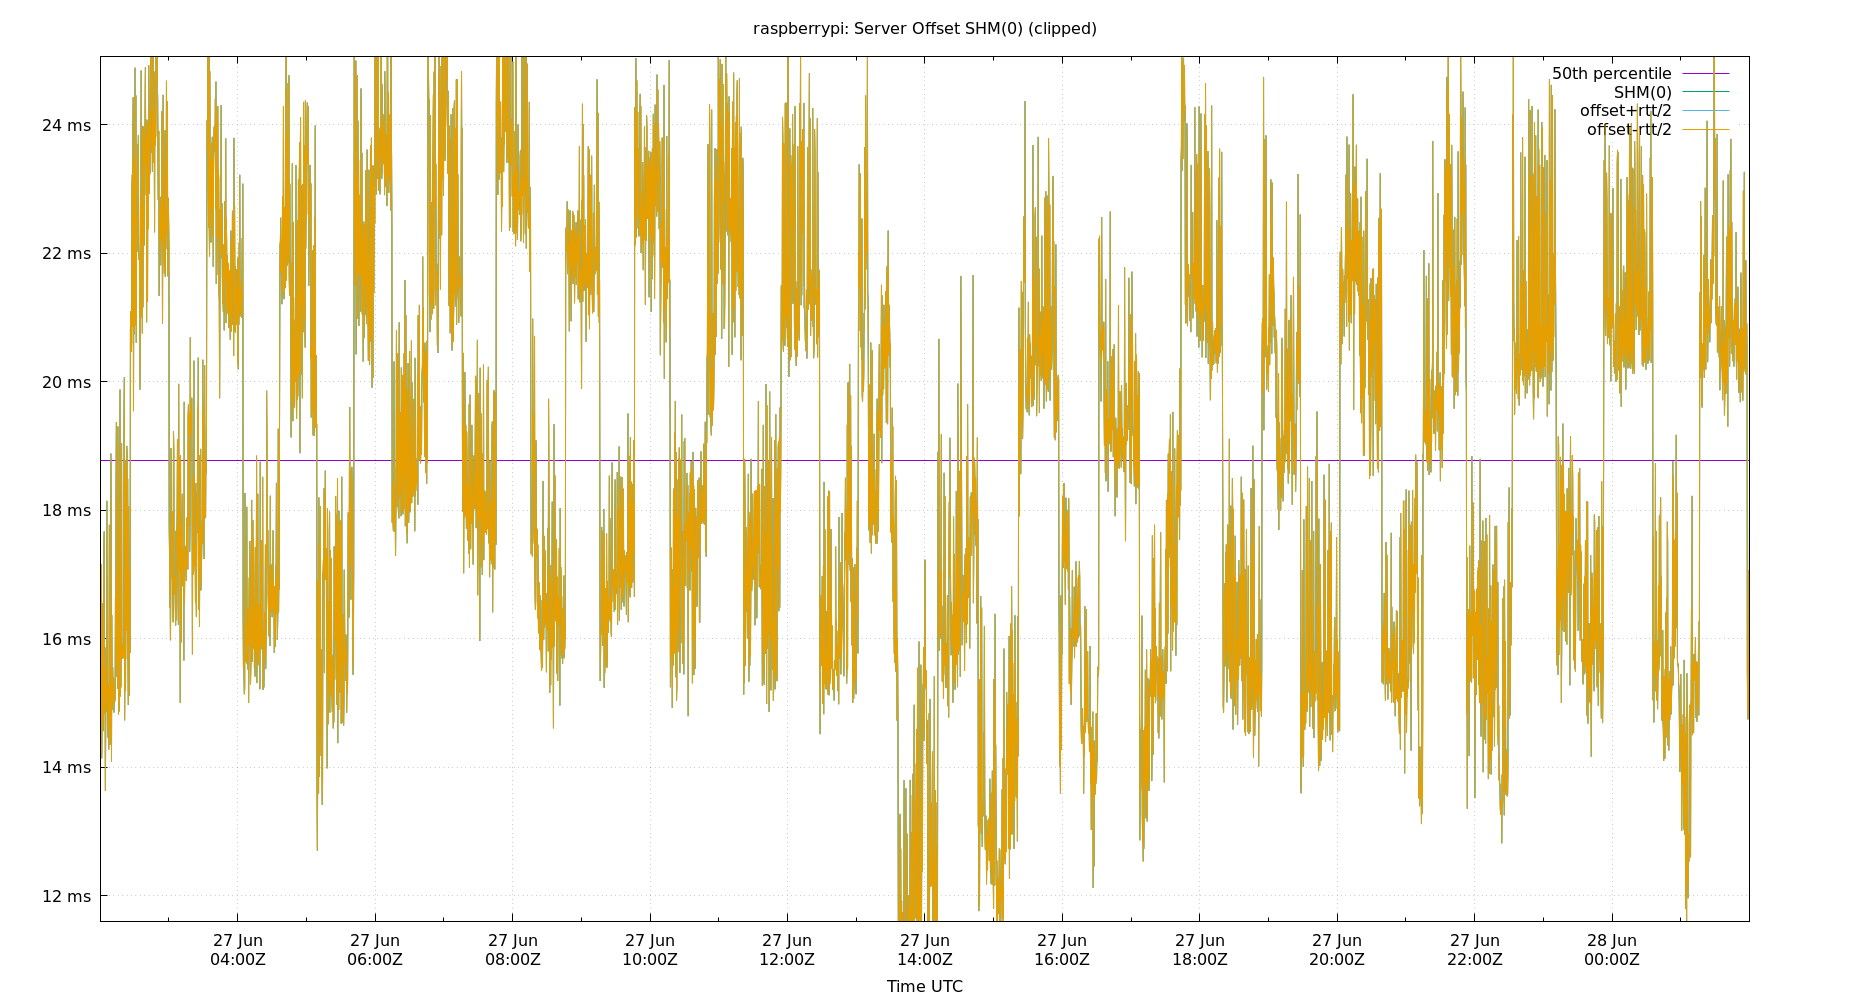 raspberrypi: Server Offset SHM(0) (clipped)
50th percentile
SHM(0)
offset+rtt/2
offset-rtt/2
24 ms
22 ms
20 ms
18 ms
16 ms
14 ms
12 ms
27 Jun 27 Jun 27 Jun 27 Jun 27 Jun 27 Jun 27 Jun 27 Jun 27 Jun 27 Jun 28 Jun
04:00Z 06:00Z 08:00Z 10:00Z 12:00Z 14:00Z 16:00Z 18:00Z 20:00Z 22:00Z 00:00Z
Time UTC